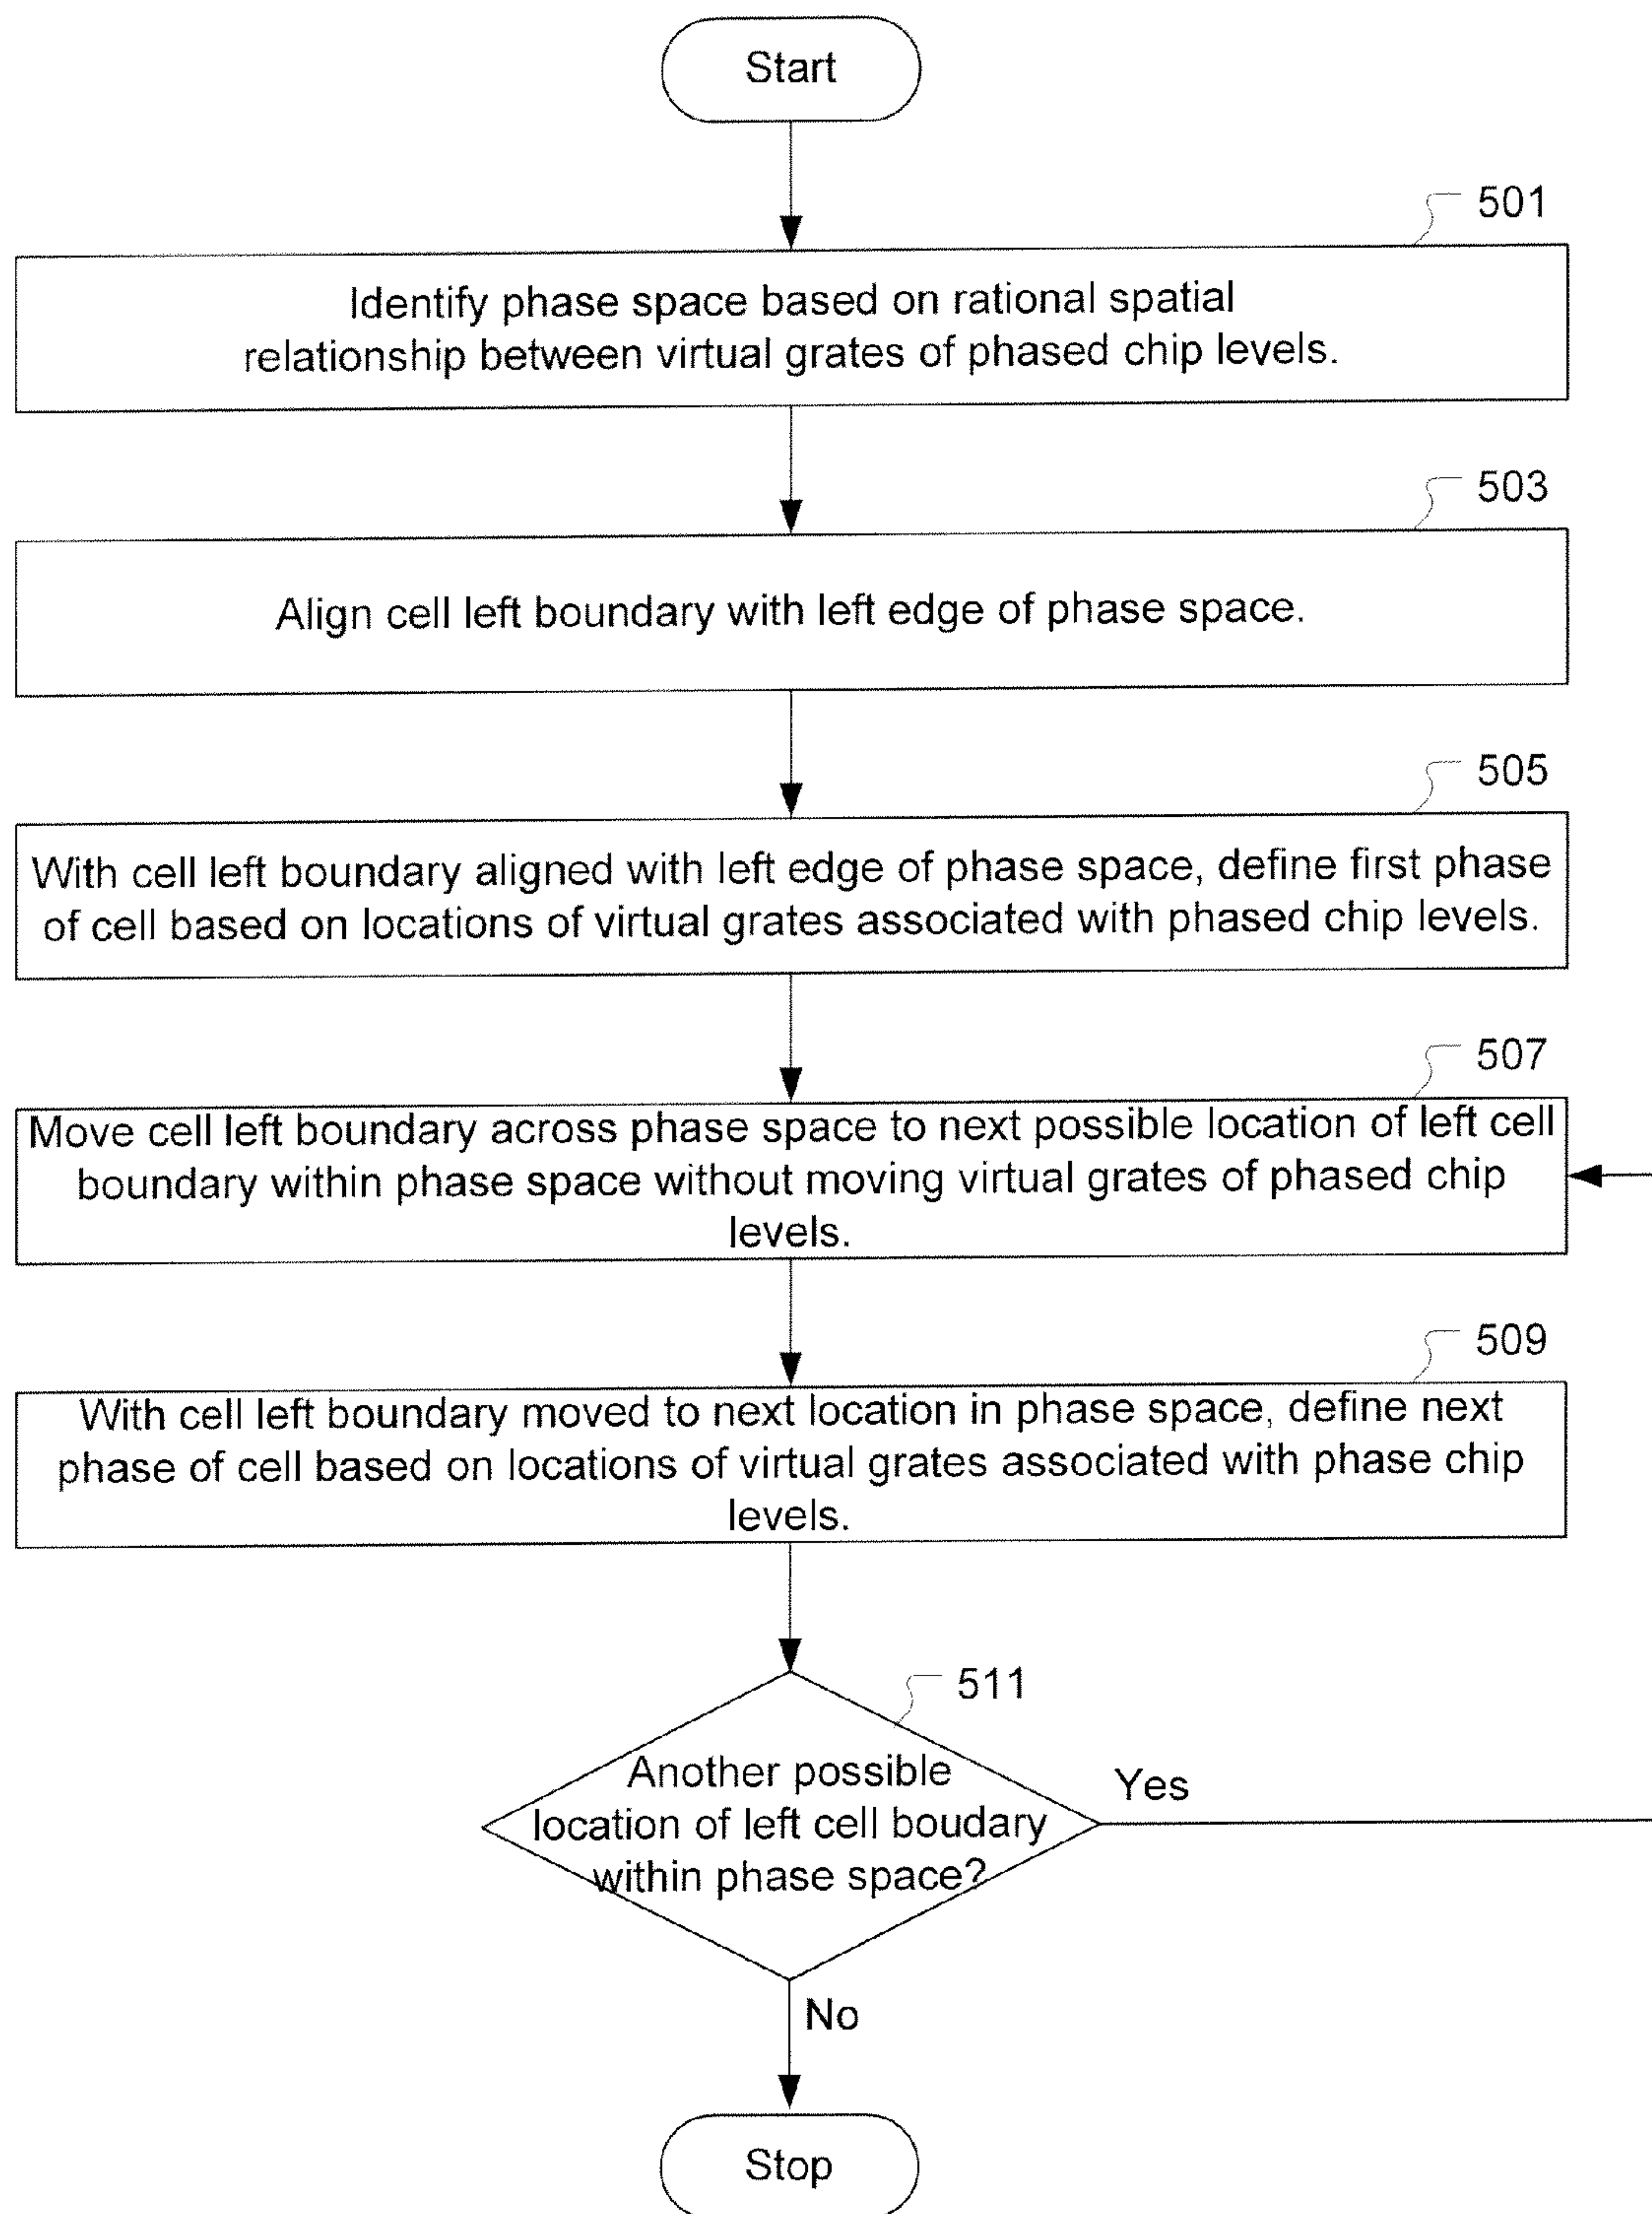 Start
501
Identify phase space based on rational spatial
relationship between virtual grates of phased chip levels.
503
Align cell left boundary with left edge of phase space.
505
With cell left boundary aligned with left edge of phase space, define first phase
of cell based on locations of virtual grates associated with phased chip levels.
507
Move cell left boundary across phase space to next possible location of left cell
boundary within phase space without moving virtual grates of phased chip
levels.
509
With cell left boundary moved to next location in phase space, define next
phase of cell based on locations of virtual grates associated with phase chip
levels.
511
Another possible
location of left cell boudary
within phase space?
Yes
No
Stop